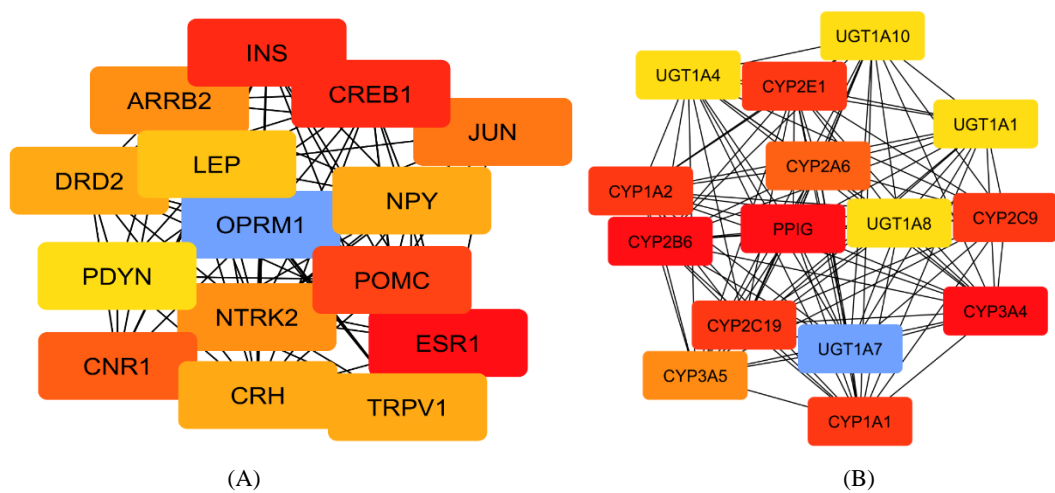 INS
CREB1
ARRB2
JUN
LEP
DRD2
NPY
OPRM1
PDYN
POMC
NTRK2
ESR1
CNR1
CRH
TRPV1
(A)
UGT1A10
UGT1A4
CYP2E1
UGT1A1
CYP2A6
CYP1A2
UGT1A8
CYP2C9
CYP2B6
PPIG
CYP3A4
CYP2C19
UGT1A7
CYP3A5
CYP1A1
(B)